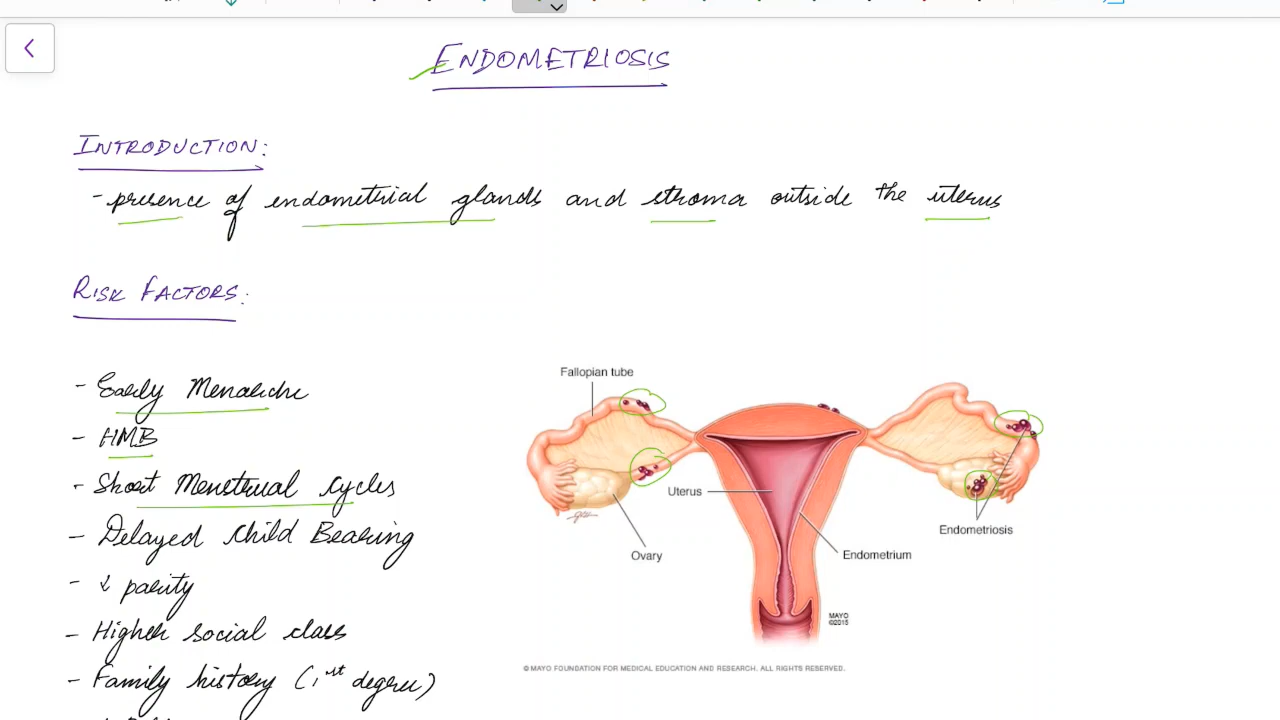 ENDOMETRIOSIS
INTRODUCTION:
- presence of endometrial glands and stroma outside the uterus
RISK FACTORS:
- Early Menarche
- HMB
- Short Menstrual Cycles
- Delayed Child Bearing
- ↓ parity
- Higher social class
- Family history (1st degree)
Fallopian tube
Uterus
Ovary
Endometrium
Endometriosis
MAYO
©2015
© MAYO FOUNDATION FOR MEDICAL EDUCATION AND RESEARCH. ALL RIGHTS RESERVED.